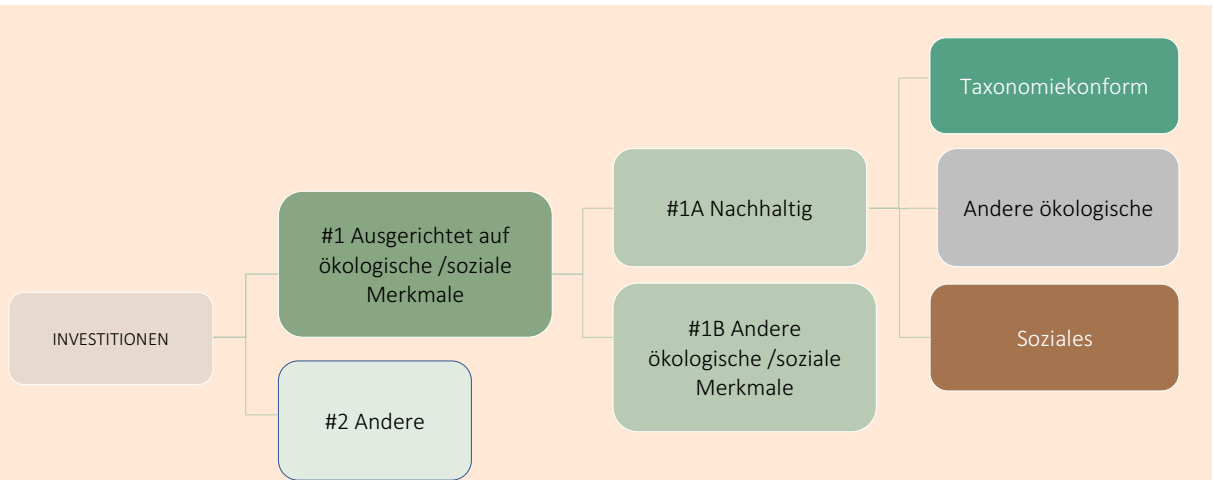 INVESTITIONEN
#1 Ausgerichtet auf
ökologische /soziale
Merkmale
#2 Andere
#1A Nachhaltig
#1B Andere
ökologische /soziale
Merkmale
Taxonomiekonform
Andere ökologische
Soziales